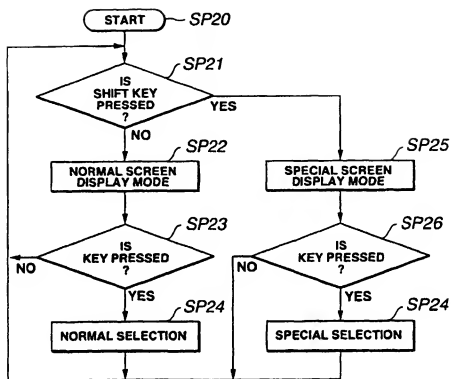 START
SP20
SP21
IS
SHIFT KEY
PRESSED
?
YES
NO
SP22
NORMAL SCREEN
DISPLAY MODE
SP25
SPECIAL SCREEN
DISPLAY MODE
SP23
IS
KEY PRESSED
?
NO
YES
SP26
IS
KEY PRESSED
?
NO
YES
SP24
NORMAL SELECTION
SP24
SPECIAL SELECTION